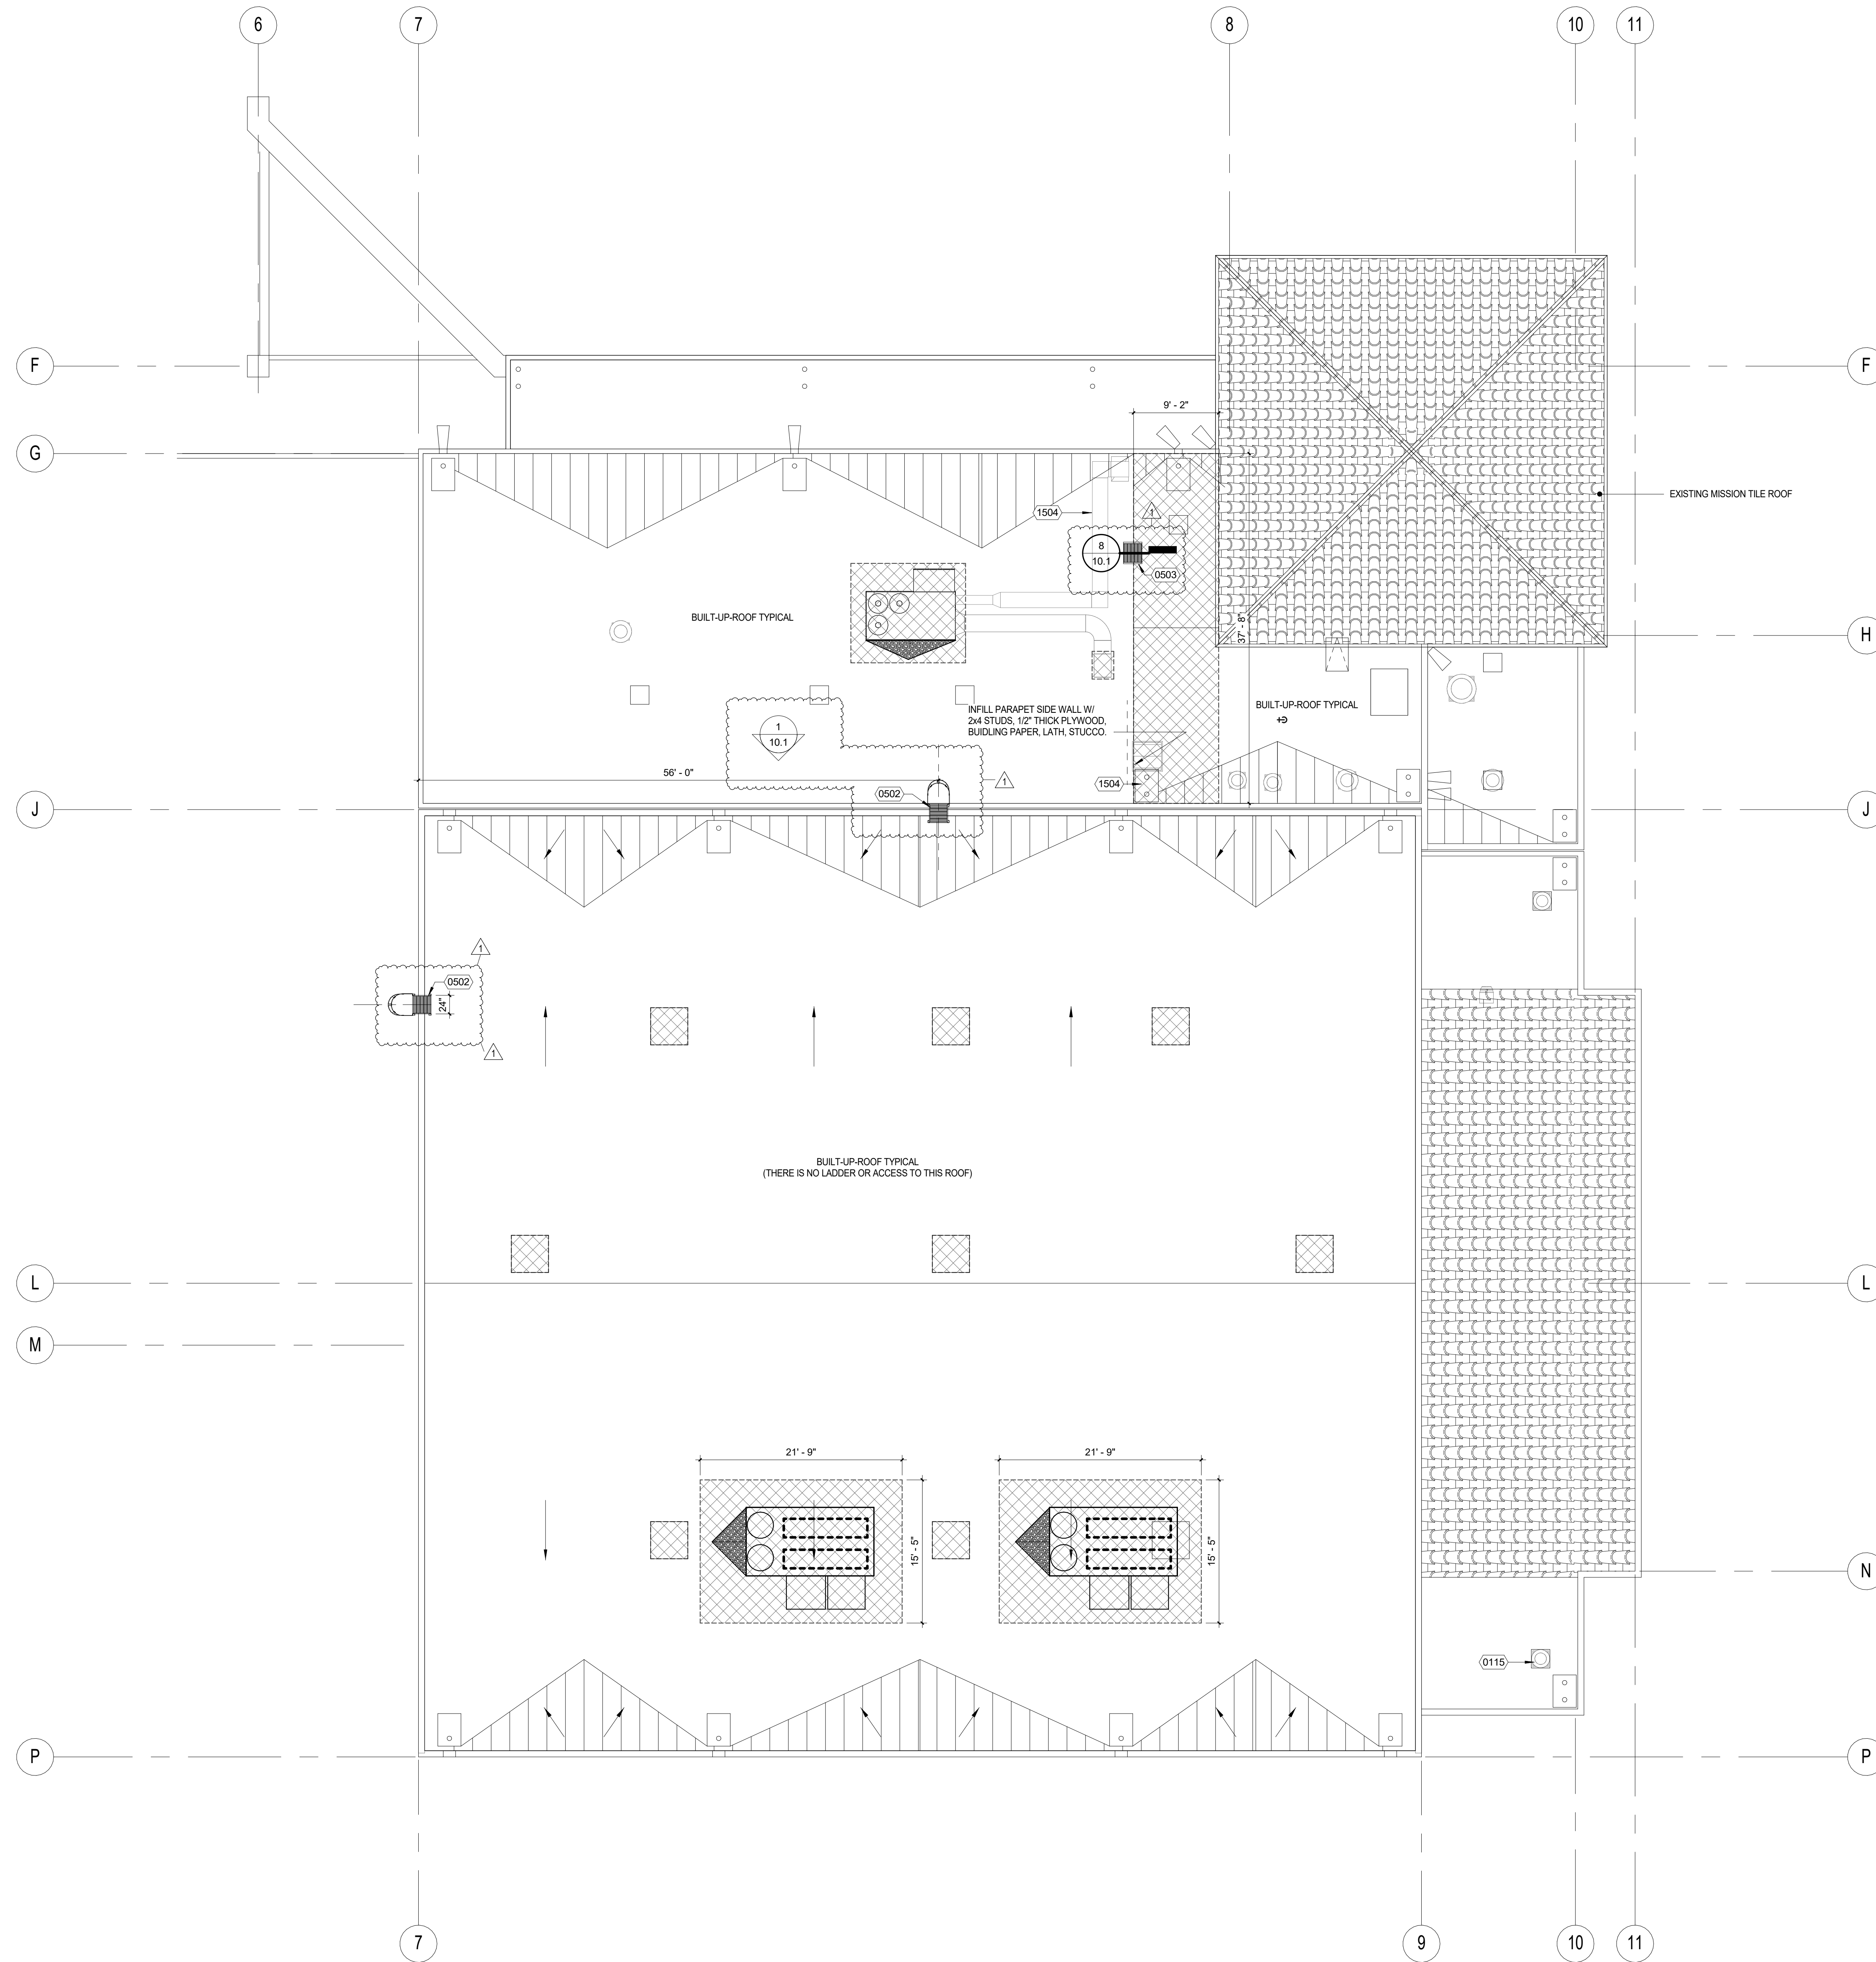 6
7
8
10
11
F
F
9' - 2"
G
EXISTING MISSION TILE ROOF
1504
1
8
10.1
0503
BUILT-UP-ROOF TYPICAL
37' - 8"
H
INFILL PARAPET SIDE WALL W/
2x4 STUDS, 1/2" THICK PLYWOOD,
BUIDLING PAPER, LATH, STUCCO.
BUILT-UP-ROOF TYPICAL
1
10.1
56' - 0"
1
0502
1504
J
J
1
0502
24"
1
BUILT-UP-ROOF TYPICAL
(THERE IS NO LADDER OR ACCESS TO THIS ROOF)
L
L
M
21' - 9"
21' - 9"
15' - 5"
15' - 5"
N
0115
P
P
7
9
10
11